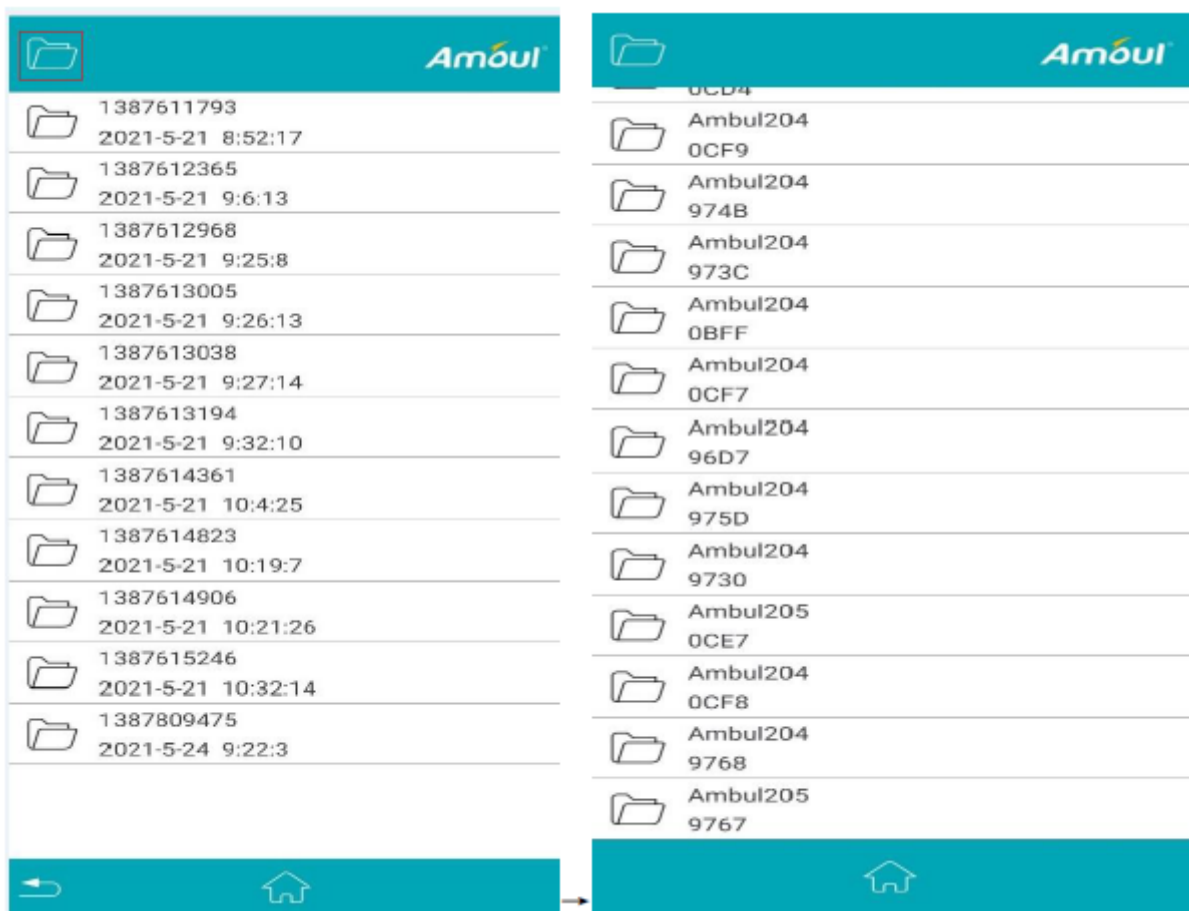 Amoul
1387611793
2021-5-21 8:52:17
1387612365
2021-5-21 9:6:13
1387612968
2021-5-21 9:25:8
1387613005
2021-5-21 9:26:13
1387613038
2021-5-21 9:27:14
1387613194
2021-5-21 9:32:10
1387614361
2021-5-21 10:4:25
1387614823
2021-5-21 10:19:7
1387614906
2021-5-21 10:21:26
1387615246
2021-5-21 10:32:14
1387809475
2021-5-24 9:22:3
Amoul
0CD4
Ambul204
0CF9
Ambul204
974B
Ambul204
973C
Ambul204
0BFF
Ambul204
0CF7
Ambul204
96D7
Ambul204
975D
Ambul204
9730
Ambul205
0CE7
Ambul204
0CF8
Ambul204
9768
Ambul205
9767